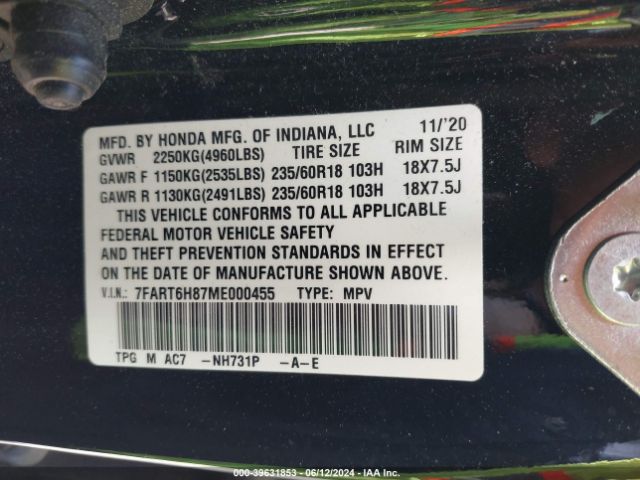 MFD. BY HONDA MFG. OF INDIANA, LLC 11/'20
GVWR 2250KG(4960LBS) TIRE SIZE RIM SIZE
GAWR F 1150KG(2535LBS) 235/60R18 103H 18X7.5J
GAWR R 1130KG(2491LBS) 235/60R18 103H 18X7.5J
THIS VEHICLE CONFORMS TO ALL APPLICABLE
FEDERAL MOTOR VEHICLE SAFETY
AND THEFT PREVENTION STANDARDS IN EFFECT
ON THE DATE OF MANUFACTURE SHOWN ABOVE.
V.I.N.: 7FART6H87ME000455 TYPE: MPV
TPG M AC7 -NH731P -A-E
000-39631853 - 06/12/2024 - IAA Inc.